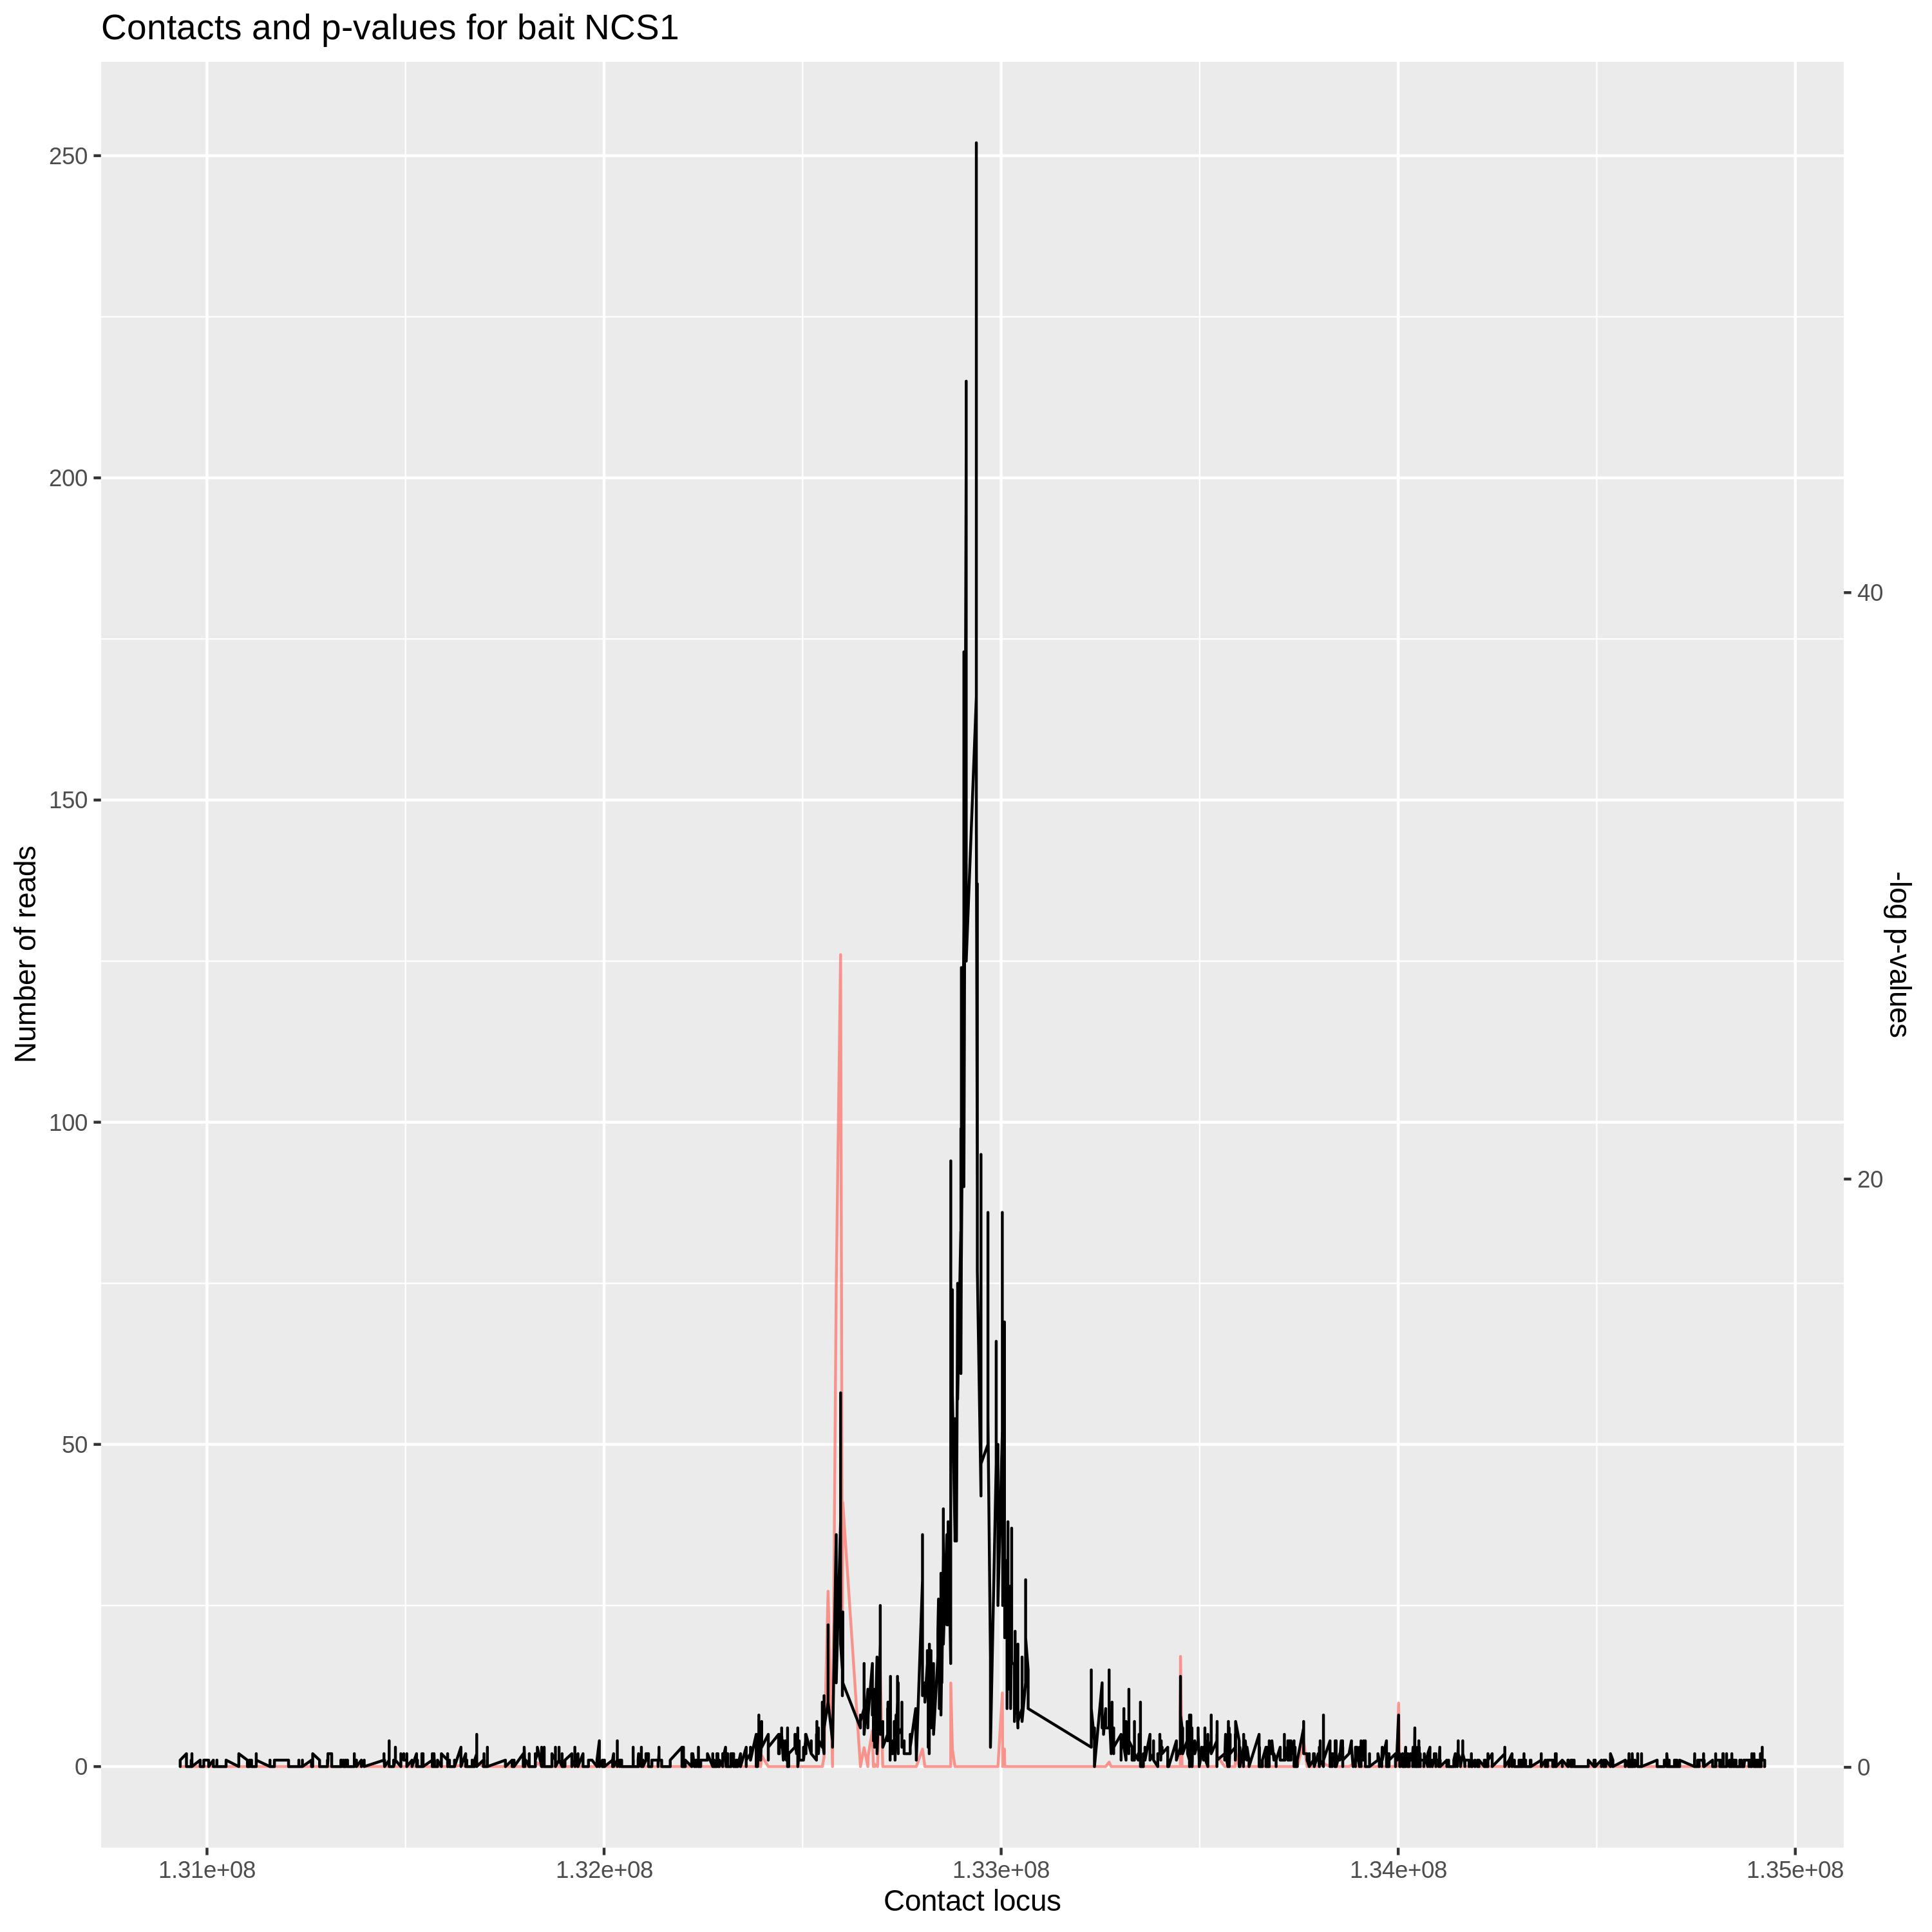 Contacts and p-values for bait NCS1
250
200
150
100
50
0
Number of reads
40
20
0
-log p-values
1.31e+08
1.32e+08
1.33e+08
1.34e+08
1.35e+08
Contact locus